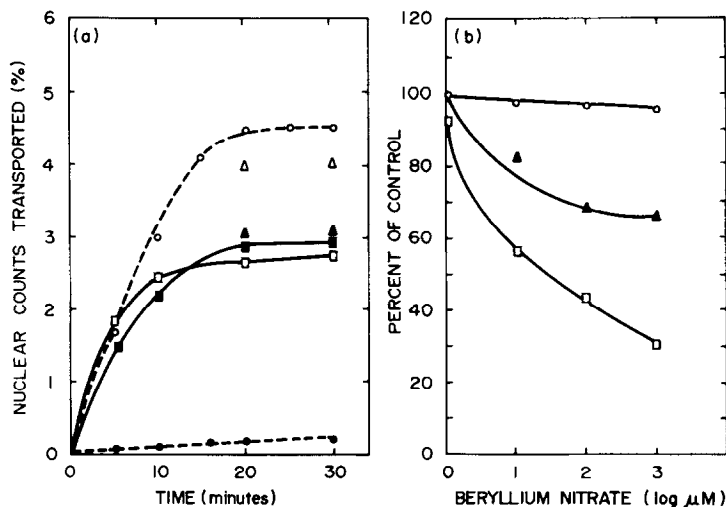 (a)
6
5
4
3
2
1
0
NUCLEAR COUNTS TRANSPORTED (%)
0 10 20 30
TIME (minutes)
(b)
120
100
80
60
40
20
0
PERCENT OF CONTROL
0 1 2 3
BERYLLIUM NITRATE (log μM)